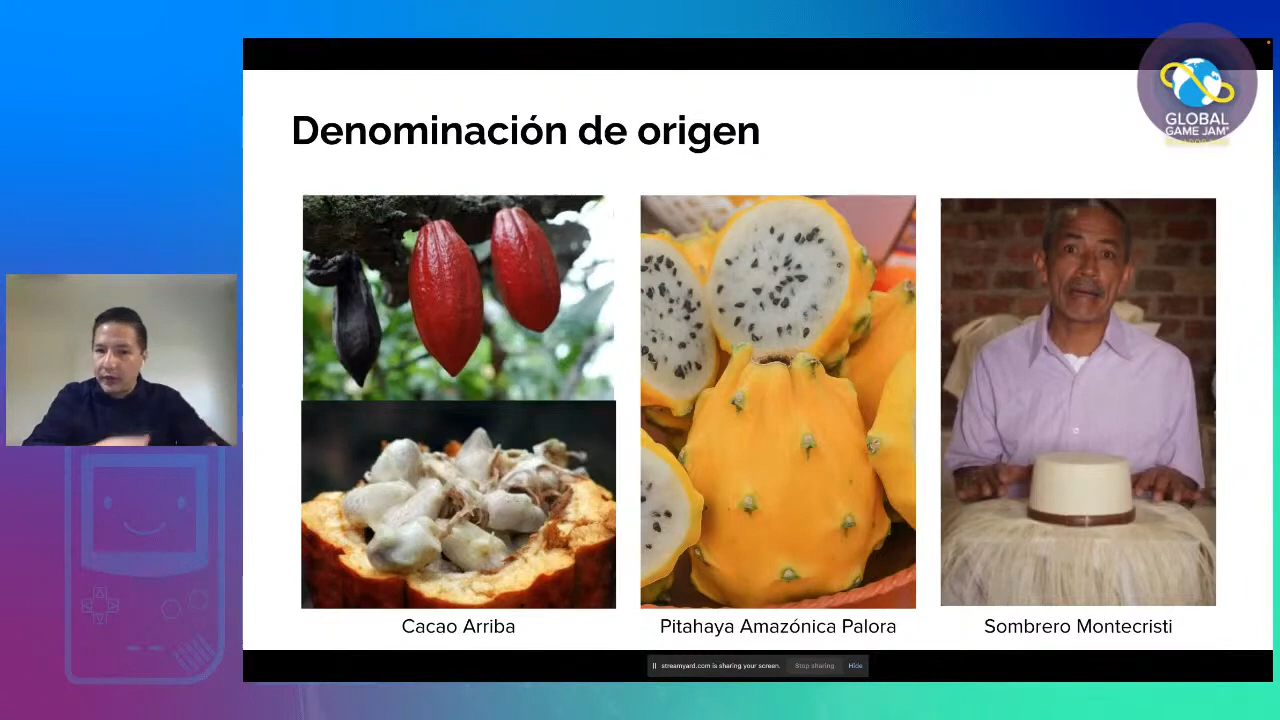 GLOBAL
GAME JAM
Denominación de origen
Cacao Arriba
Pitahaya Amazónica Palora
Sombrero Montecristi
streamyard.com is sharing your screen. Stop sharing Hide